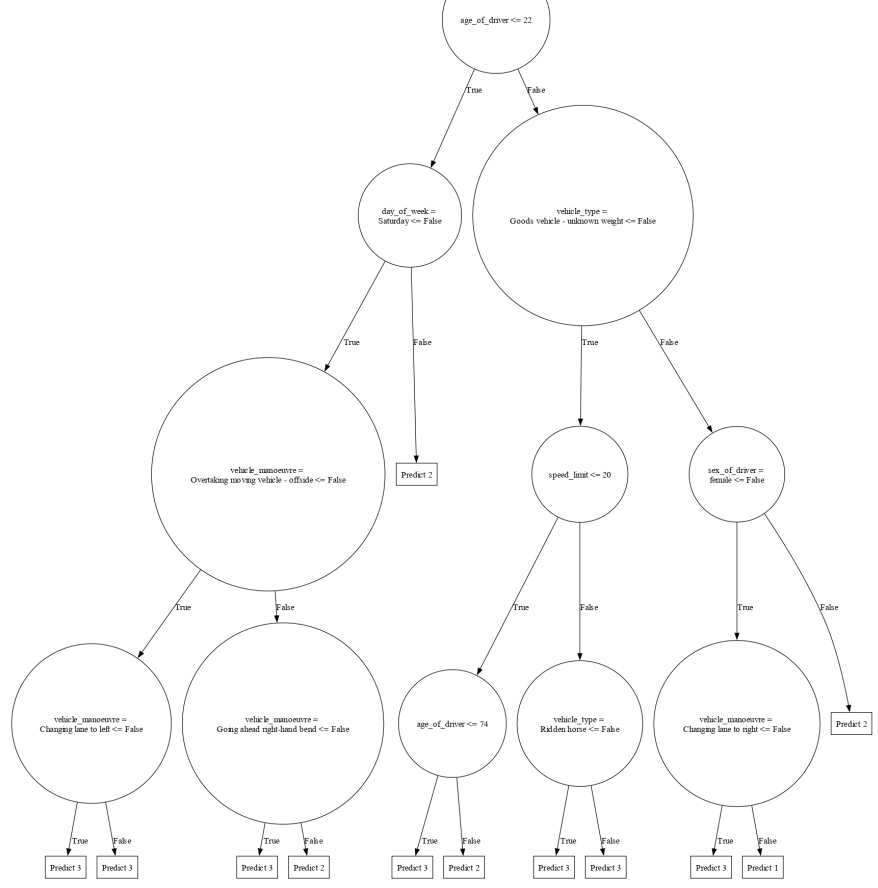 age_of_driver <= 22
True
False
day_of_week =
Saturday <= False
vehicle_type =
Goods vehicle - unknown weight <= False
True
False
True
False
vehicle_manoeuvre =
Overtaking moving vehicle - offside <= False
Predict 2
speed_limit <= 20
sex_of_driver =
female <= False
True
False
True
False
True
False
vehicle_manoeuvre =
Changing lane to left <= False
vehicle_manoeuvre =
Going ahead right-hand bend <= False
age_of_driver <= 74
vehicle_type =
Ridden horse <= False
vehicle_manoeuvre =
Changing lane to right <= False
Predict 2
True
False
True
False
True
False
True
False
True
False
Predict 3
Predict 3
Predict 3
Predict 2
Predict 3
Predict 2
Predict 3
Predict 3
Predict 3
Predict 1